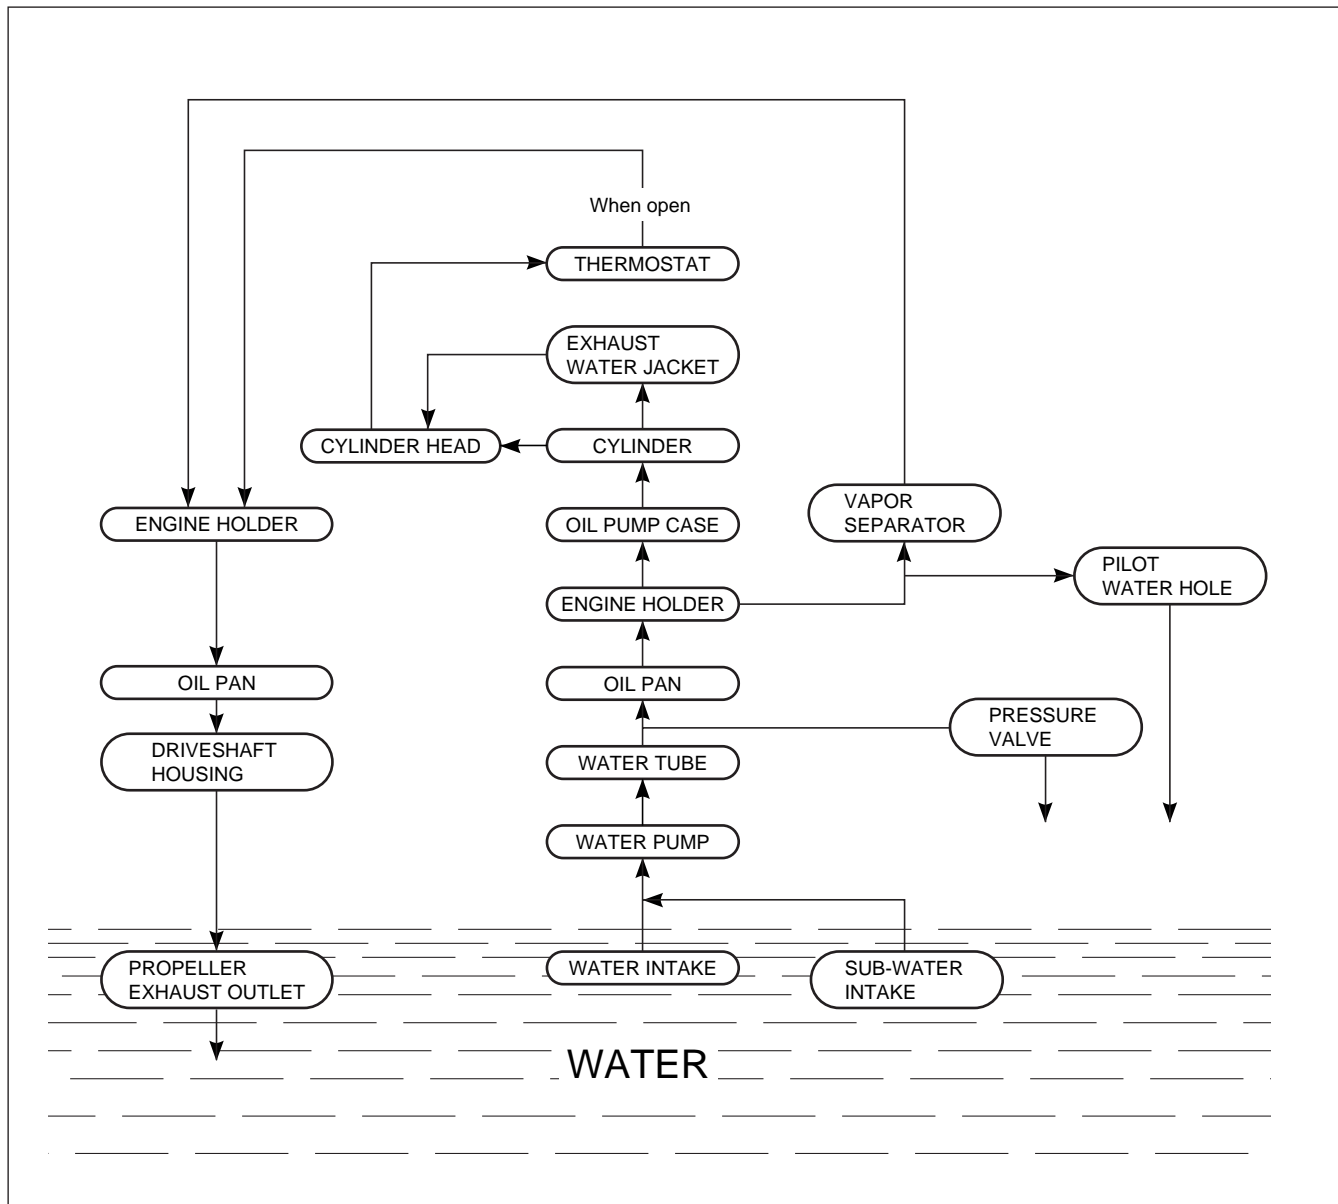 When open
THERMOSTAT
EXHAUST
WATER JACKET
CYLINDER HEAD
CYLINDER
ENGINE HOLDER
OIL PUMP CASE
VAPOR
SEPARATOR
PILOT
WATER HOLE
ENGINE HOLDER
OIL PAN
OIL PAN
PRESSURE
VALVE
DRIVESHAFT
HOUSING
WATER TUBE
WATER PUMP
PROPELLER
EXHAUST OUTLET
WATER INTAKE
SUB-WATER
INTAKE
WATER